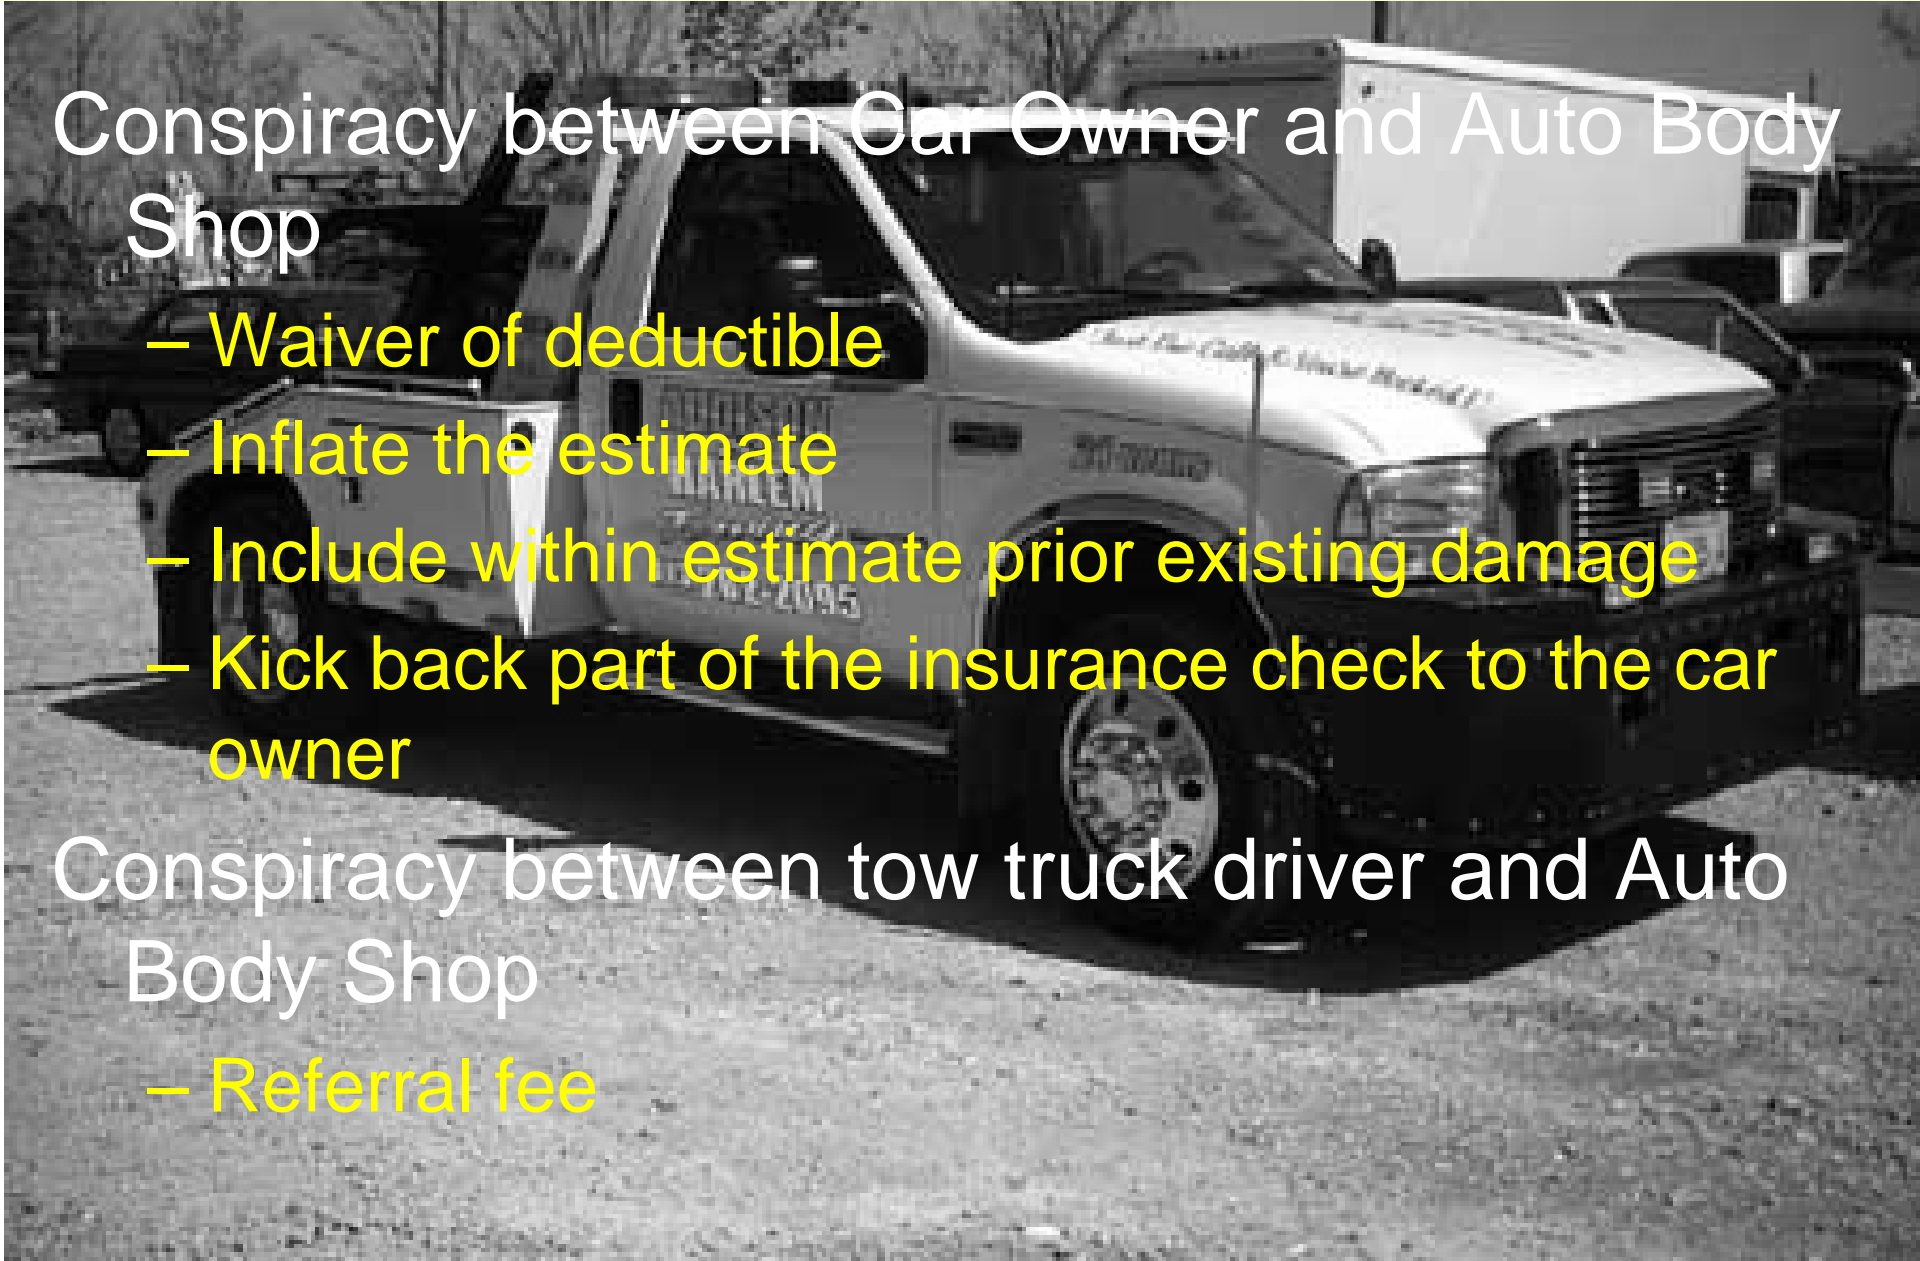 Conspiracy between Car Owner and Auto Body
Shop
– Waiver of deductible
– Inflate the estimate
– Include within estimate prior existing damage
– Kick back part of the insurance check to the car
owner
Conspiracy between tow truck driver and Auto
Body Shop
– Referral fee
HARLEM